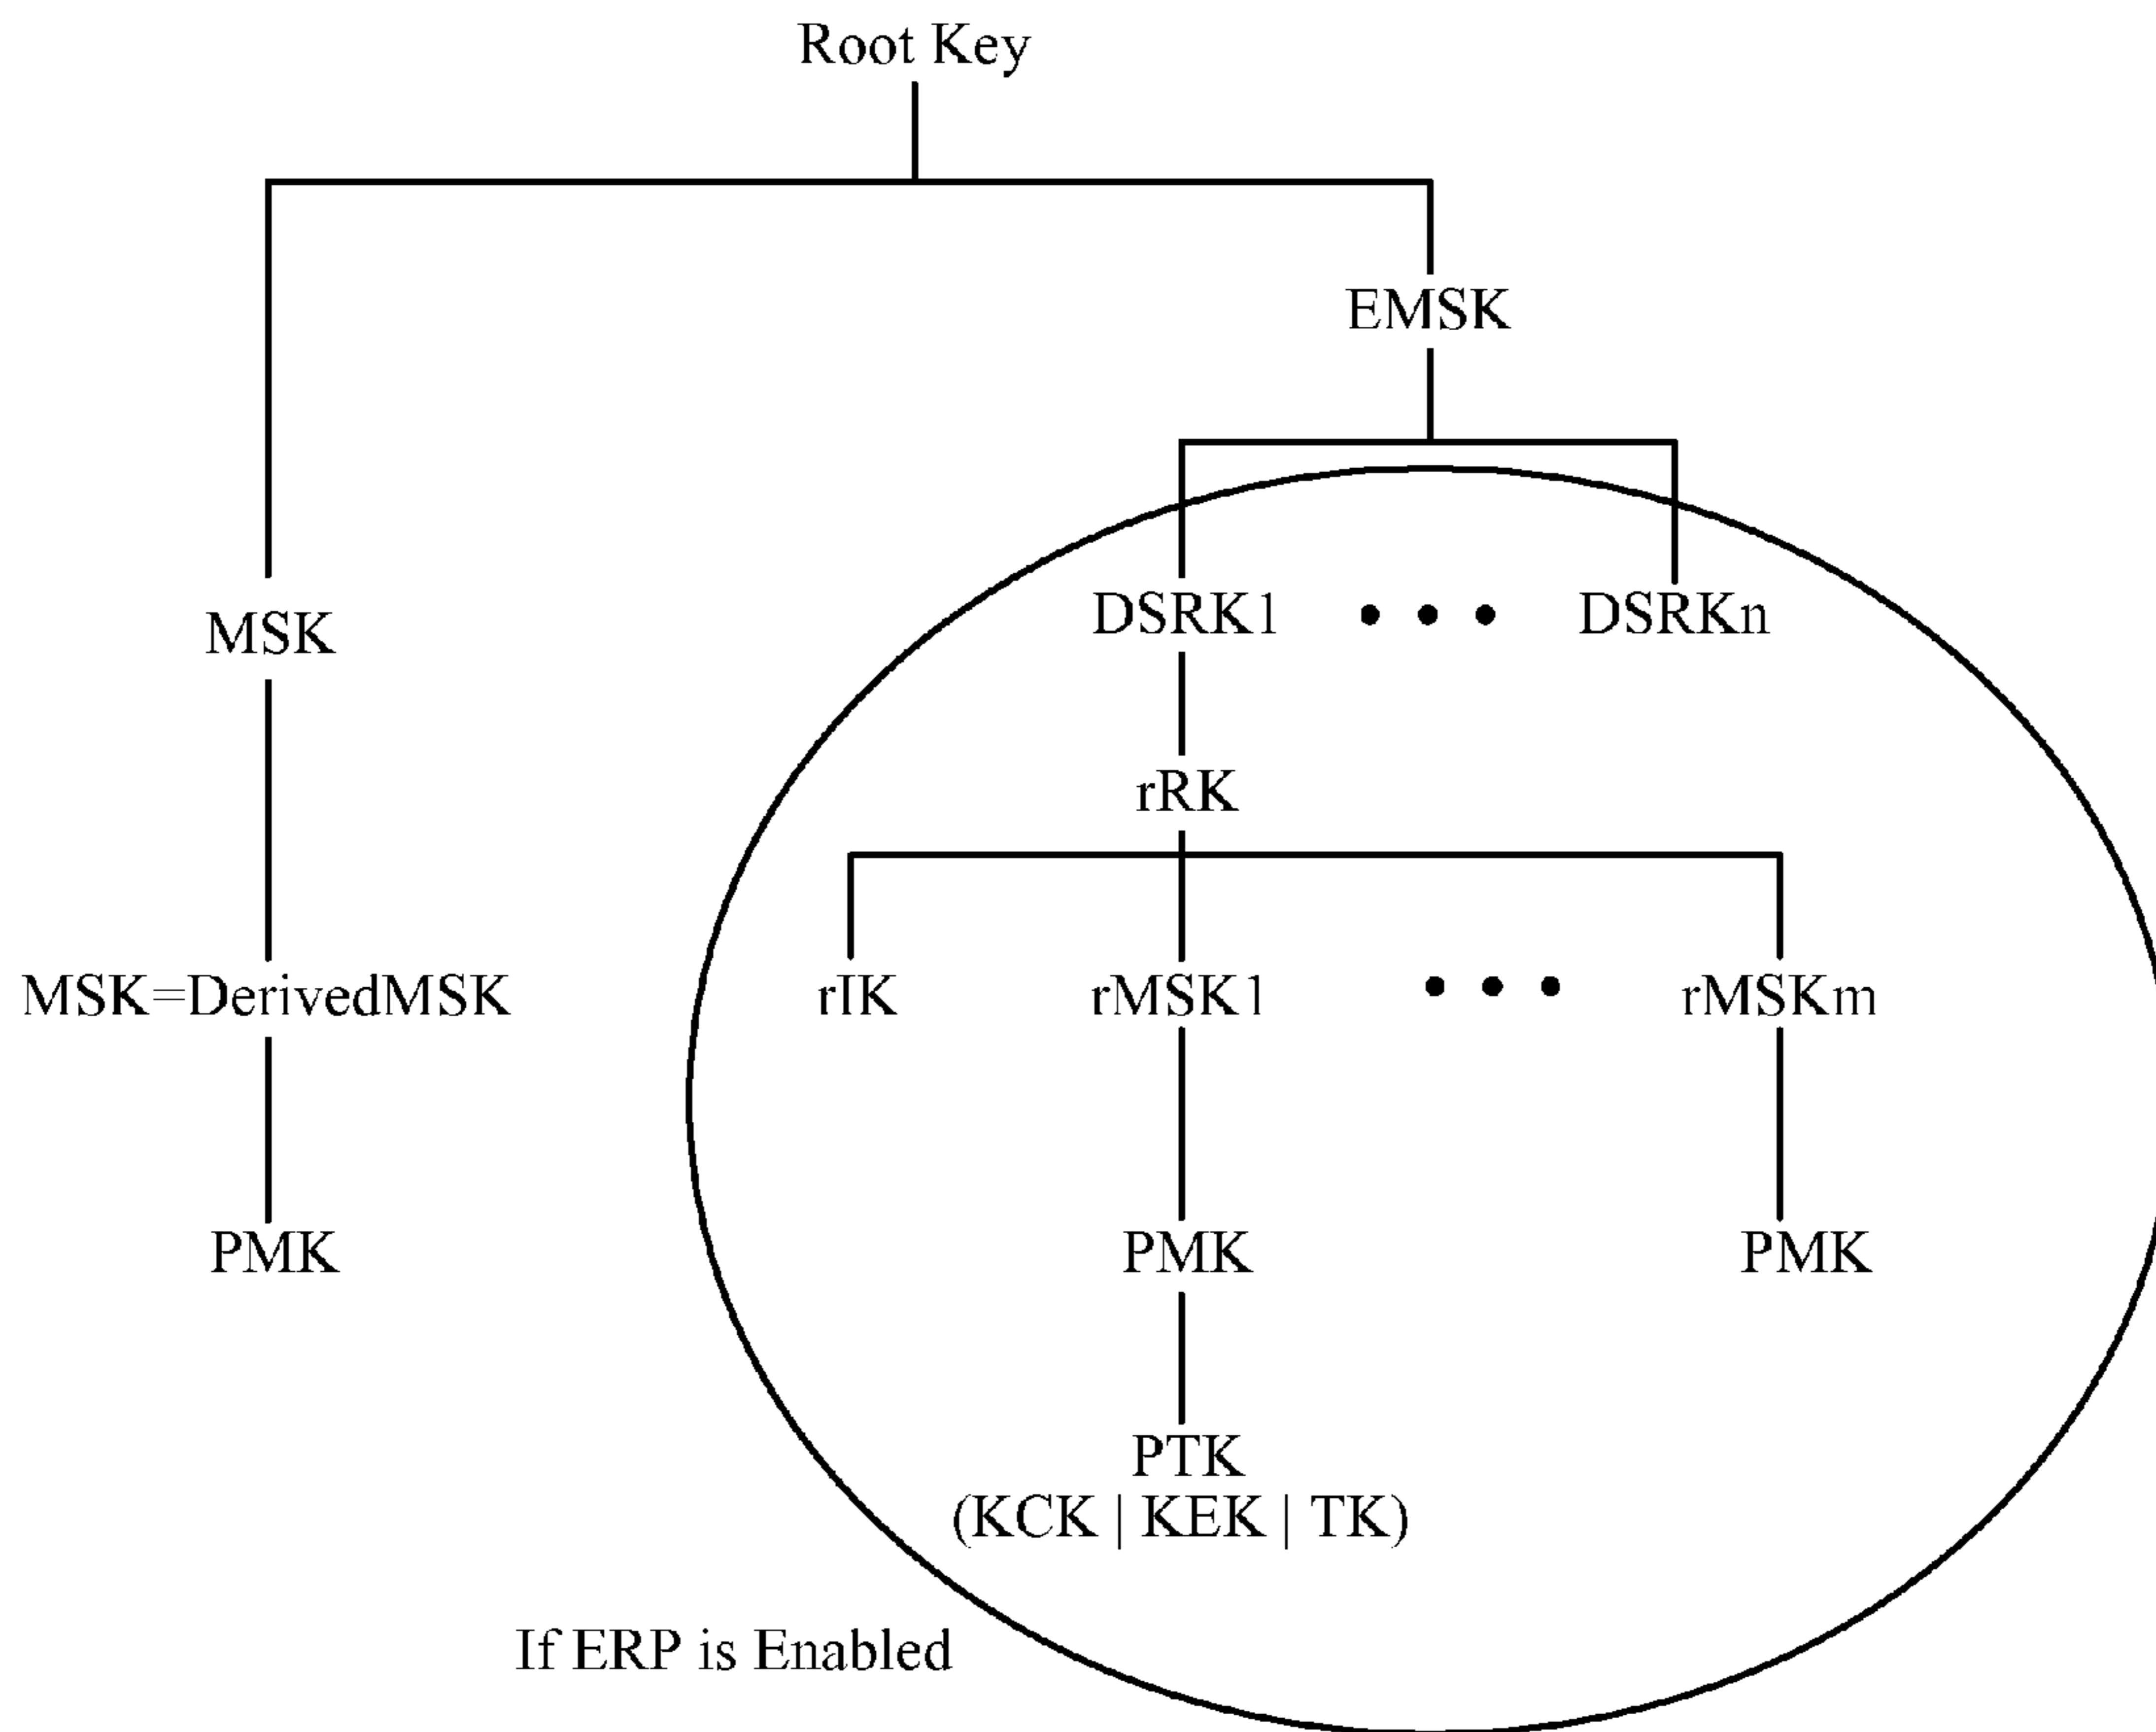 Root Key
EMSK
MSK
DSRK1 • • • DSRKn
rRK
MSK=DerivedMSK
rIK
rMSK1 • • • rMSKm
PMK
PMK
PMK
PTK
(KCK | KEK | TK)
If ERP is Enabled